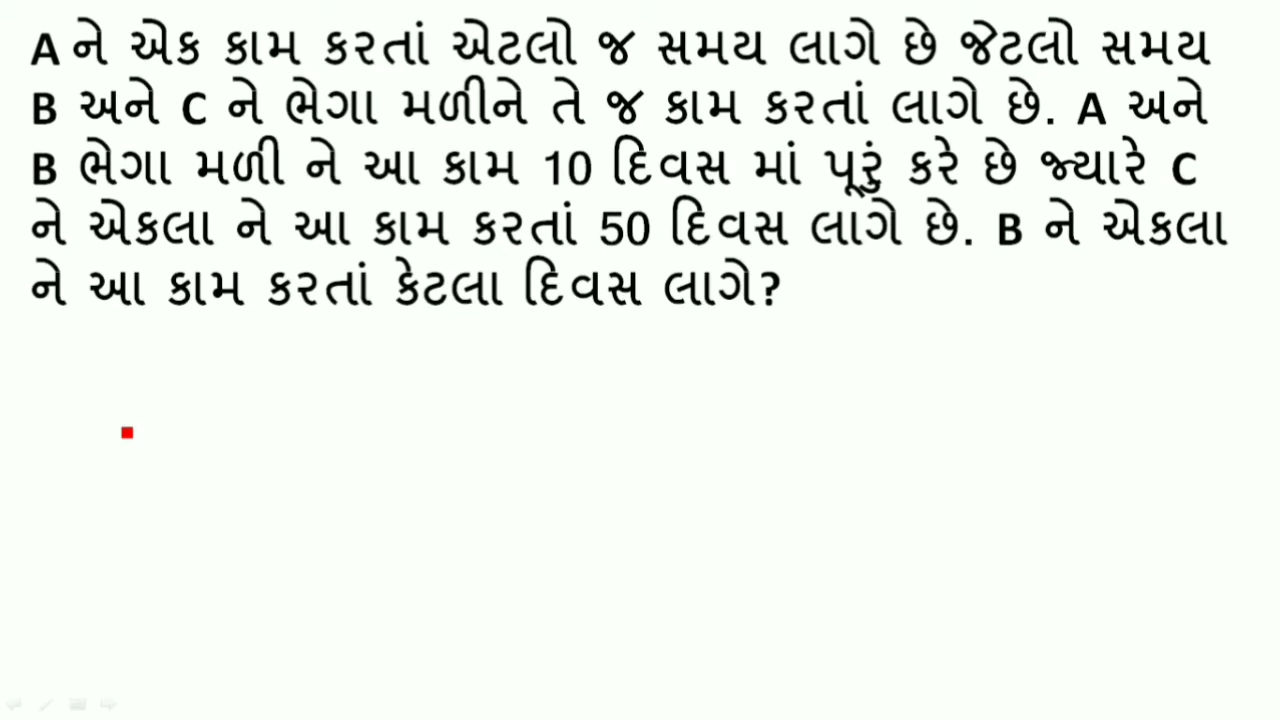 A ને એક કામ કરતાં એટલો જ સમય લાગે છે જેટલો સમય
B અને C ને ભેગા મળીને તે જ કામ કરતાં લાગે છે. A અને
B ભેગા મળી ને આ કામ 10 દિવસ માં પૂરું કરે છે જ્યારે C
ને એકલા ને આ કામ કરતાં 50 દિવસ લાગે છે. B ને એકલા
ને આ કામ કરતાં કેટલા દિવસ લાગે?